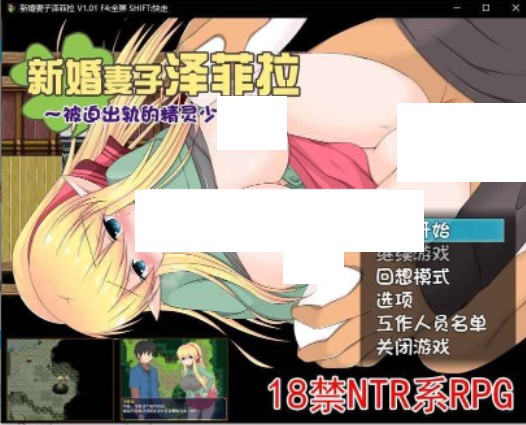 新婚妻子泽菲拉 V1.01 F4:全屏 SHIFT:快走
新婚妻子泽菲拉
～被迫出轨的精灵少
开始
继续游戏
回想模式
选项
互作人员名单
关闭游戏
18禁NTR系RPG